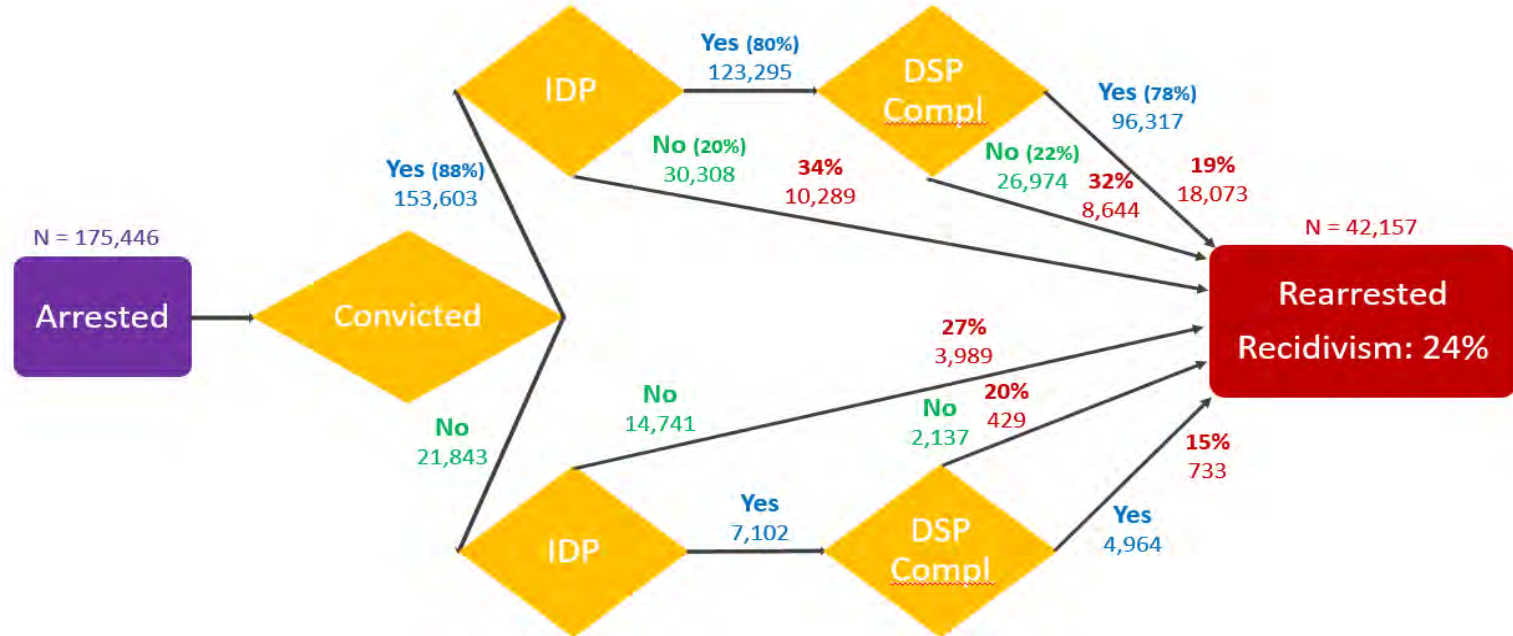 N = 175,446
Arrested
Convicted
Yes (88%)
153,603
No
21,843
IDP
Yes (80%)
123,295
No (20%)
30,308
34%
10,289
DSP
Compl
Yes (78%)
96,317
19%
18,073
No (22%)
26,974
32%
8,644
IDP
No
14,741
27%
3,989
Yes
7,102
DSP
Compl
No
2,137
20%
429
Yes
4,964
15%
733
N = 42,157
Rearrested
Recidivism: 24%